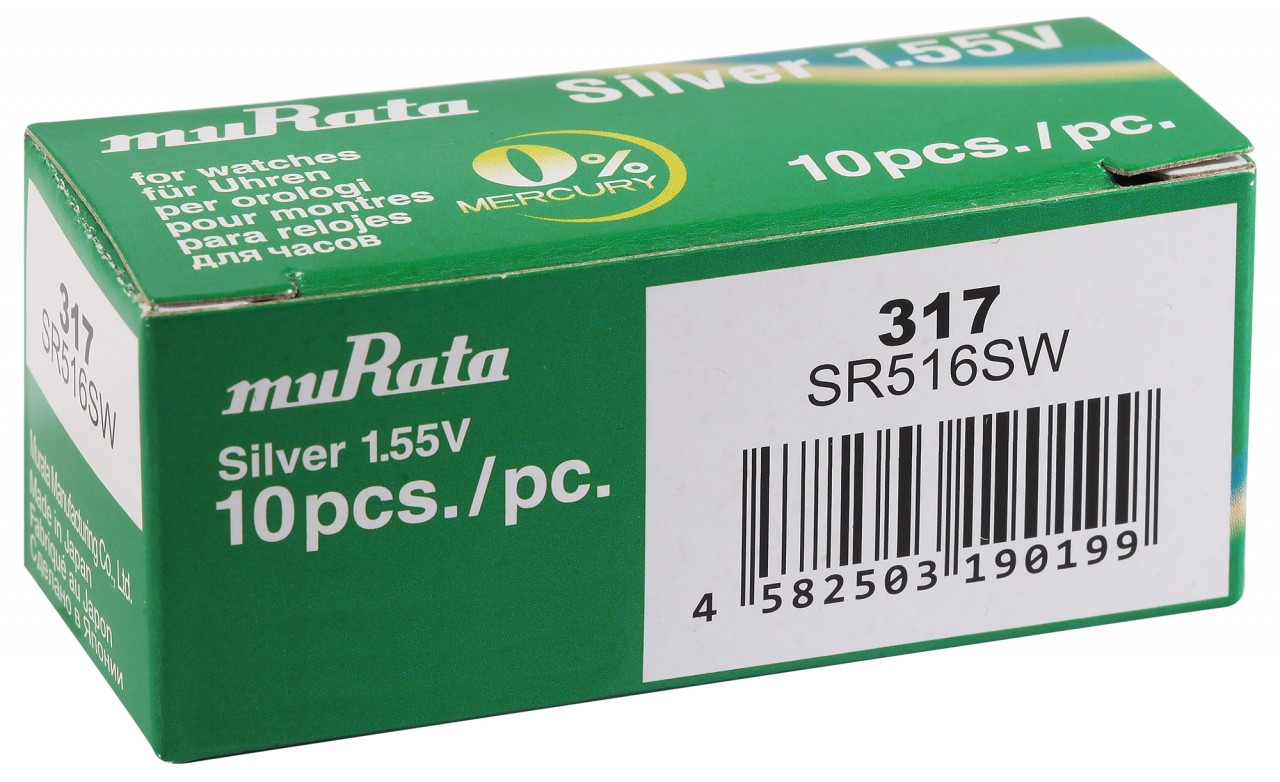 muRata
Silver 1.55V
for watches
für Uhren
per orologi
pour montres
para relojes
для часов
0%
MERCURY
10pcs./pc.
317
SR516SW
Murata Manufacturing Co., Ltd.
Made in Japan
Fabriqué au Japon
Сделано в Японии
muRata
Silver 1.55V
10pcs./pc.
317
SR516SW
4 582503 190199